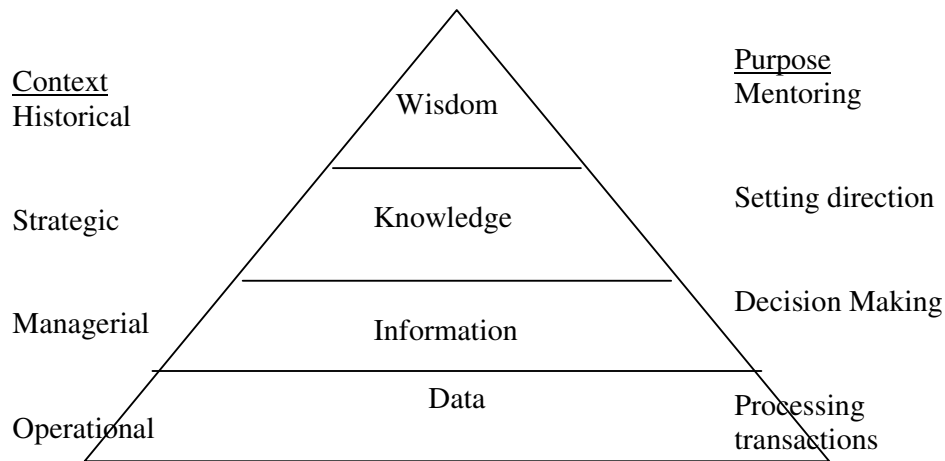 Context
Historical
Wisdom
Purpose
Mentoring
Strategic
Knowledge
Setting direction
Managerial
Information
Decision Making
Operational
Data
Processing
transactions